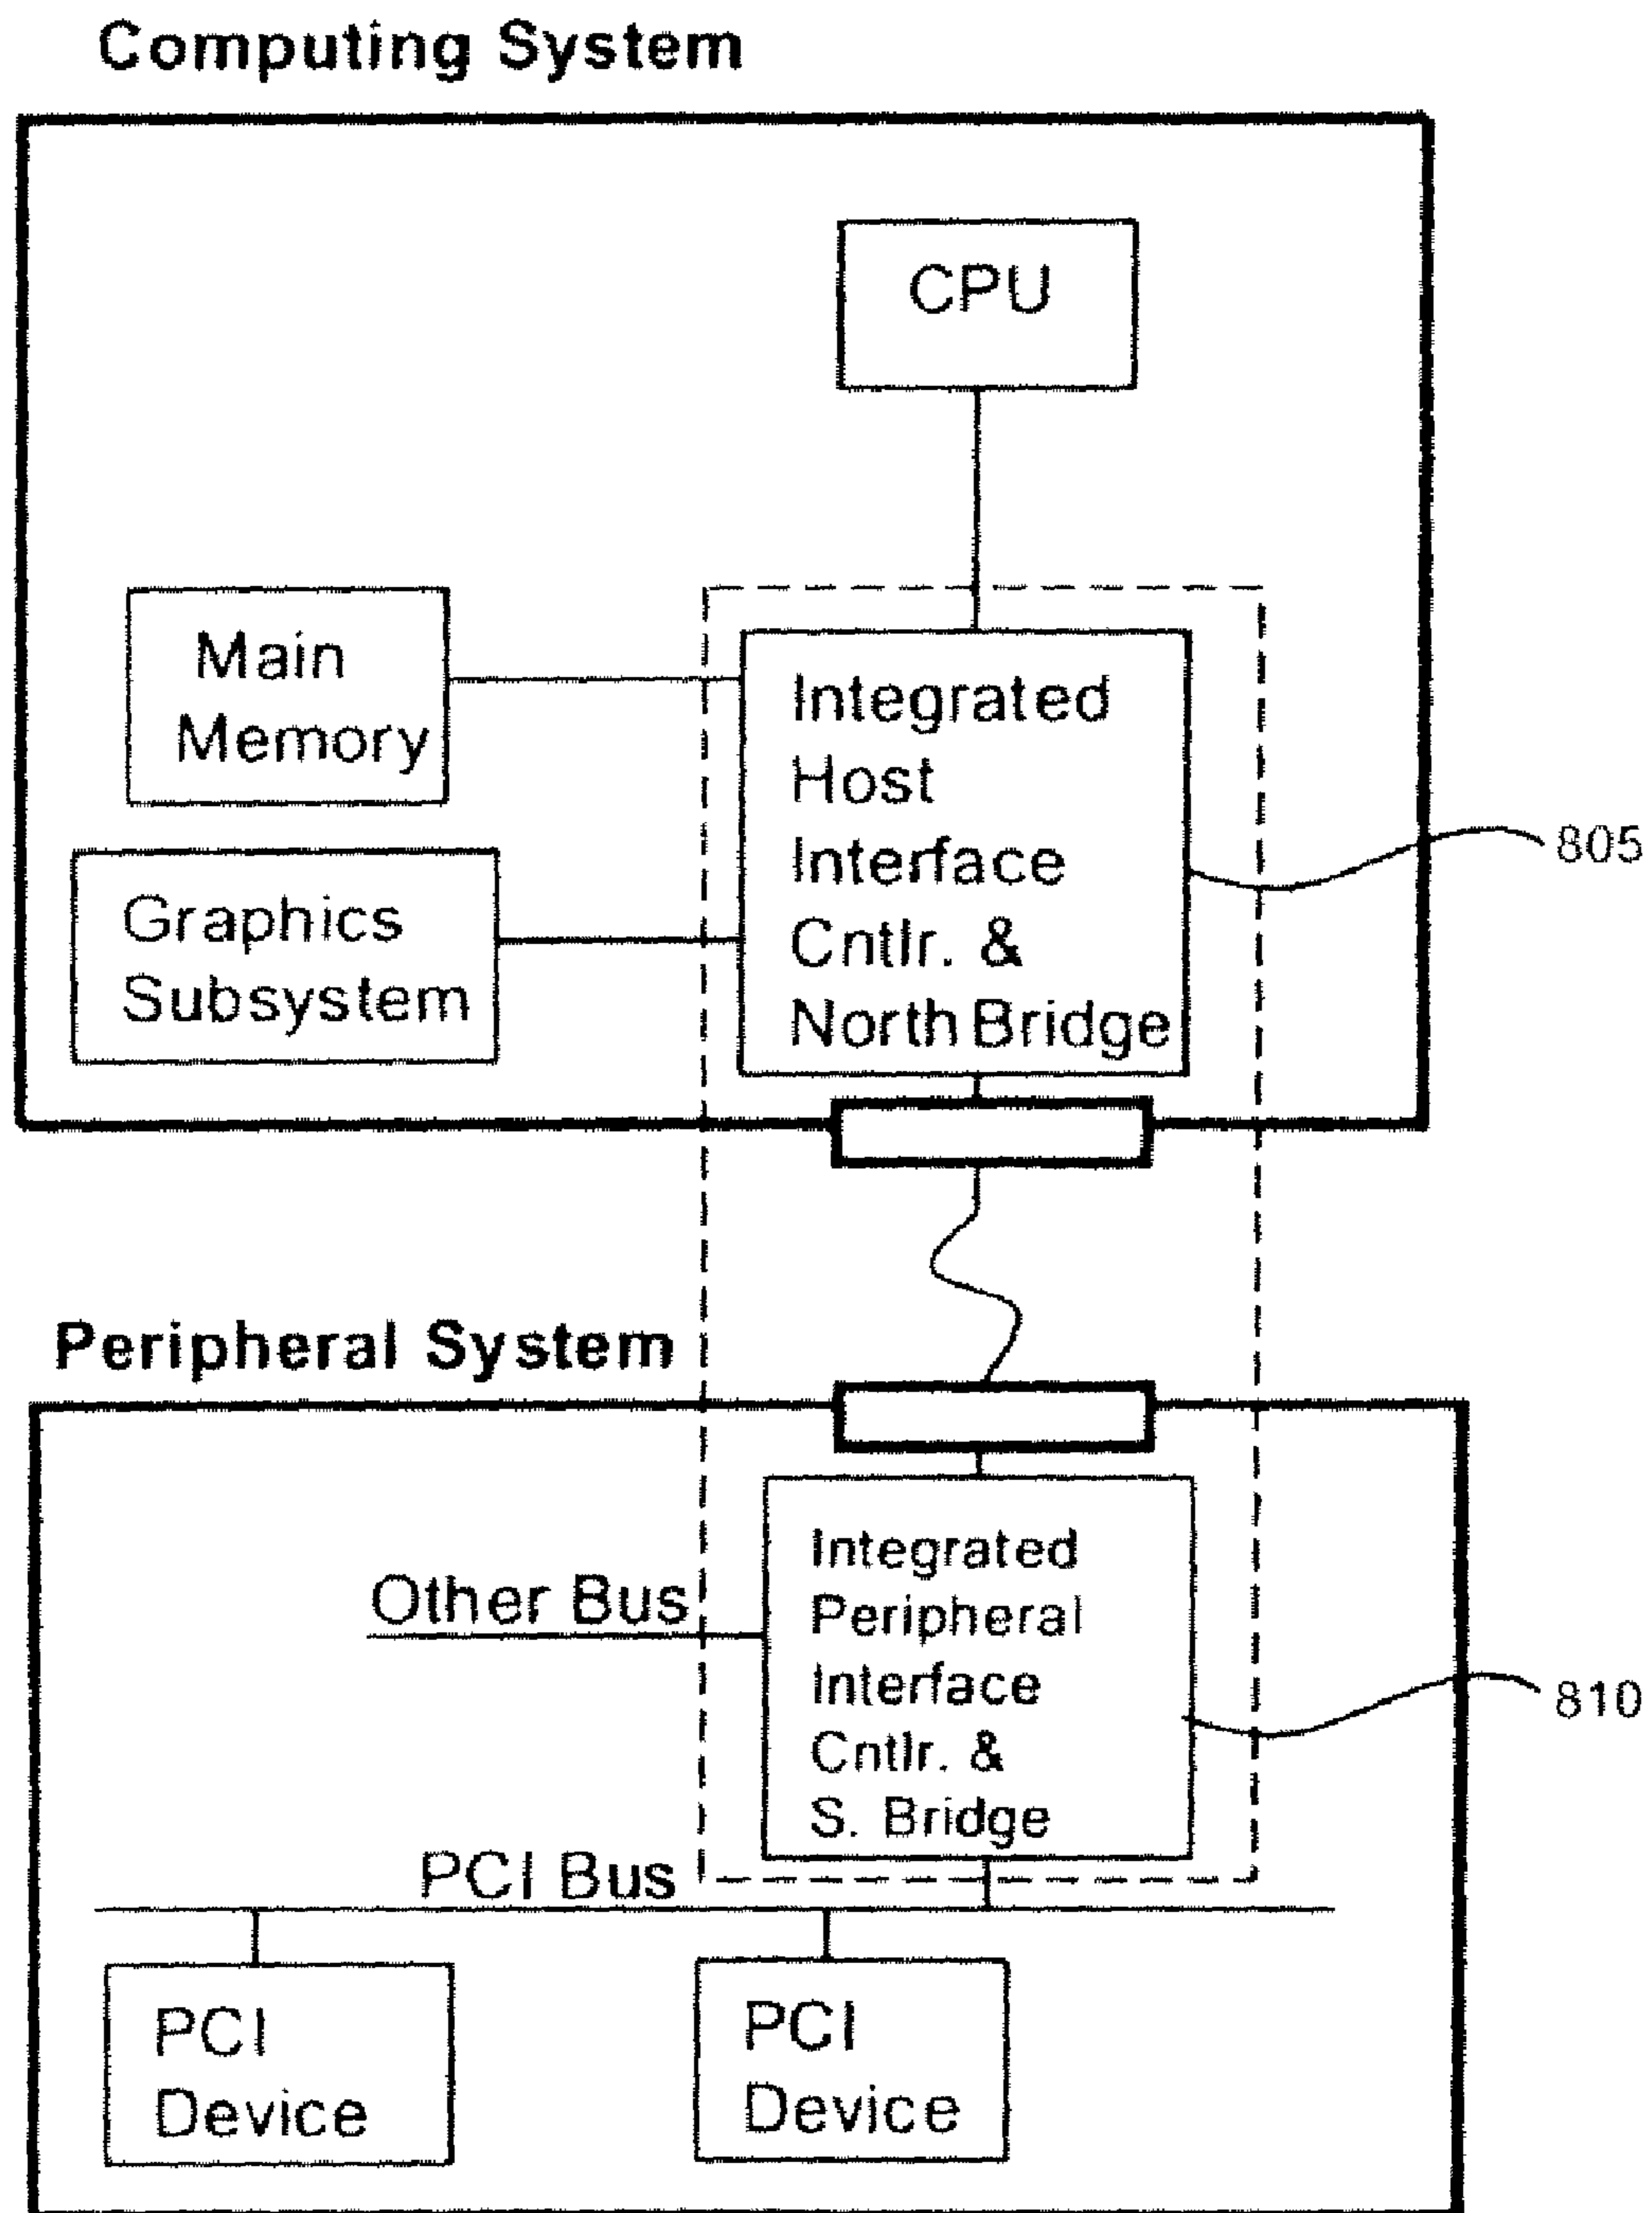 Computing System
CPU
Main
Memory
Graphics
Subsystem
Integrated
Host
Interface
Cntlr. &
North Bridge
805
Peripheral System
Other Bus
Integrated
Peripheral
Interface
Cntlr. &
S. Bridge
810
PCI Bus
PCI
Device
PCI
Device